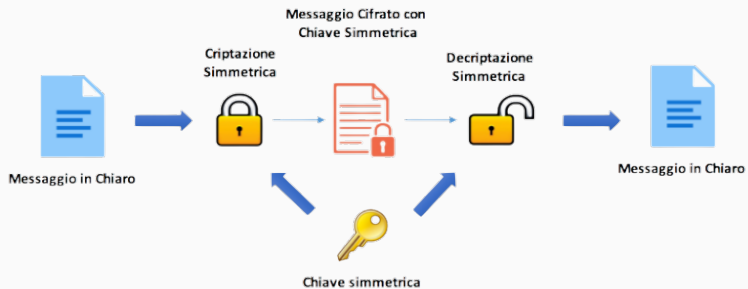 Messaggio Cifrato con
Chiave Simmetrica
Criptazione
Simmetrica
Decriptazione
Simmetrica
Messaggio in Chiaro
Messaggio in Chiaro
Chiave simmetrica